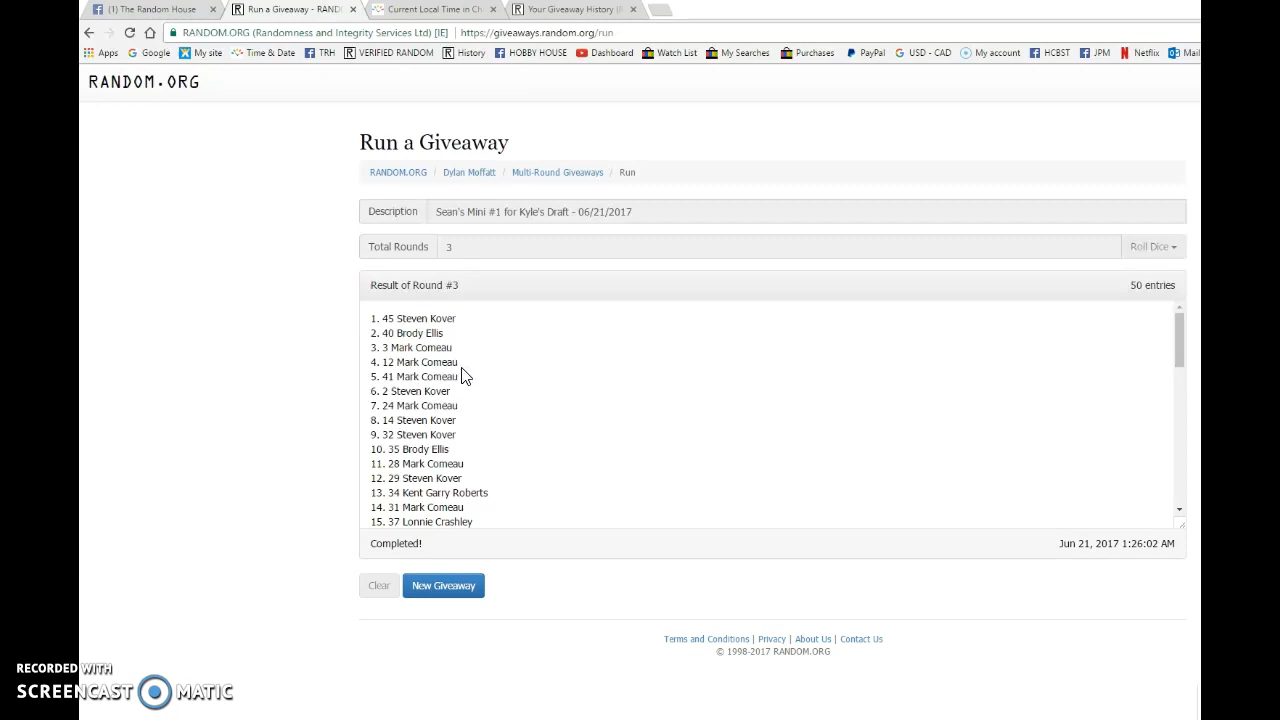 (1) The Random House
Run a Giveaway - RAND
Current Local Time in Ch
Your Giveaway History (
RANDOM.ORG (Randomness and Integrity Services Ltd) [IE] https://giveaways.random.org/run
Apps Google My site Time & Date TRH VERIFIED RANDOM History HOBBY HOUSE Dashboard Watch List My Searches Purchases PayPal USD - CAD My account HCBST JPM Netflix Mail
RANDOM.ORG
Run a Giveaway
RANDOM.ORG / Dylan Moffatt / Multi-Round Giveaways / Run
Description Sean's Mini #1 for Kyle's Draft - 06/21/2017
Total Rounds 3 Roll Dice
Result of Round #3 50 entries
1. 45 Steven Kover
2. 40 Brody Ellis
3. 3 Mark Comeau
4. 12 Mark Comeau
5. 41 Mark Comeau
6. 2 Steven Kover
7. 24 Mark Comeau
8. 14 Steven Kover
9. 32 Steven Kover
10. 35 Brody Ellis
11. 28 Mark Comeau
12. 29 Steven Kover
13. 34 Kent Garry Roberts
14. 31 Mark Comeau
15. 37 Lonnie Crashley
Completed! Jun 21, 2017 1:26:02 AM
Clear New Giveaway
Terms and Conditions | Privacy | About Us | Contact Us
© 1998-2017 RANDOM.ORG
RECORDED WITH
SCREENCAST MATIC